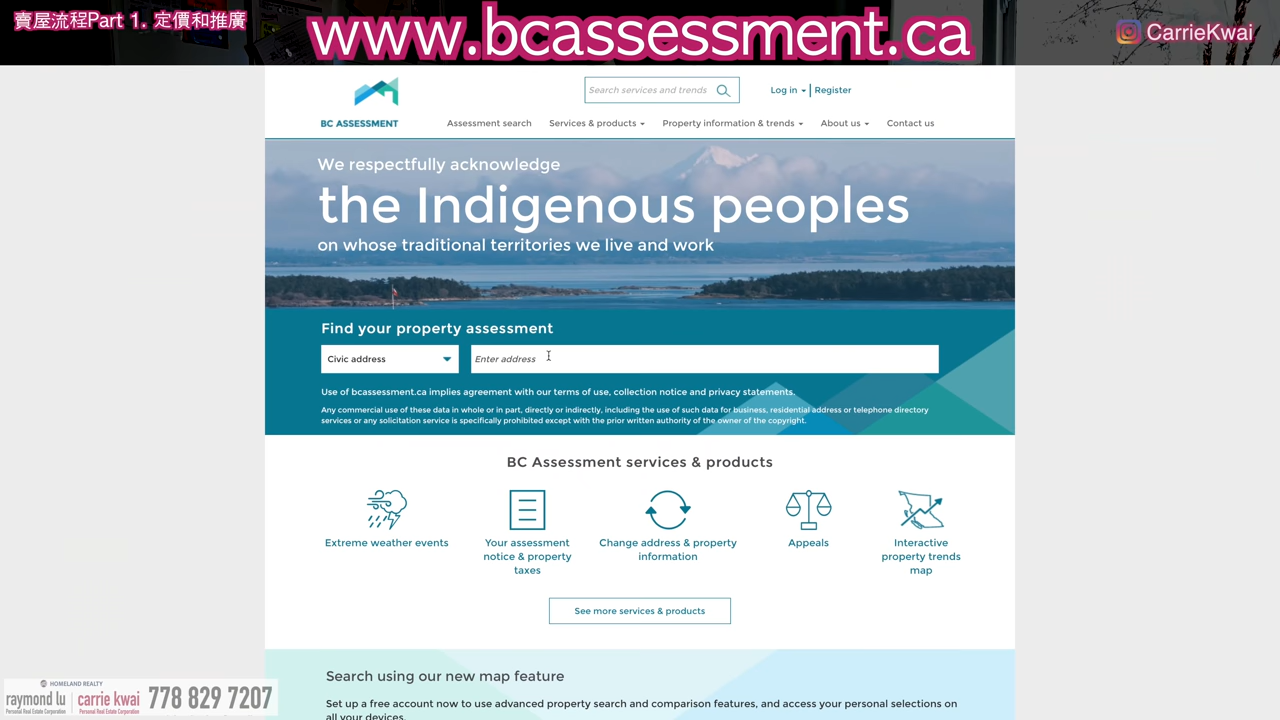 賣屋流程Part 1. 定價和推廣
www.bcassessment.ca
CarrieKwai
BC ASSESSMENT
Search services and trends
Log in
Register
Assessment search
Services & products
Property information & trends
About us
Contact us
We respectfully acknowledge
the Indigenous peoples
on whose traditional territories we live and work
Find your property assessment
Civic address
Enter address
Use of bcassessment.ca implies agreement with our terms of use, collection notice and privacy statements.
Any commercial use of these data in whole or in part, directly or indirectly, including the use of such data for business, residential address or telephone directory
services or any solicitation service is specifically prohibited except with the prior written authority of the owner of the copyright.
BC Assessment services & products
Extreme weather events
Your assessment
notice & property
taxes
Change address & property
information
Appeals
Interactive
property trends
map
See more services & products
Search using our new map feature
Set up a free account now to use advanced property search and comparison features, and access your personal selections on
all your devices.
HOMELAND REALTY
raymond lu
Personal Real Estate Corporation
carrie kwai
Personal Real Estate Corporation
778 829 7207